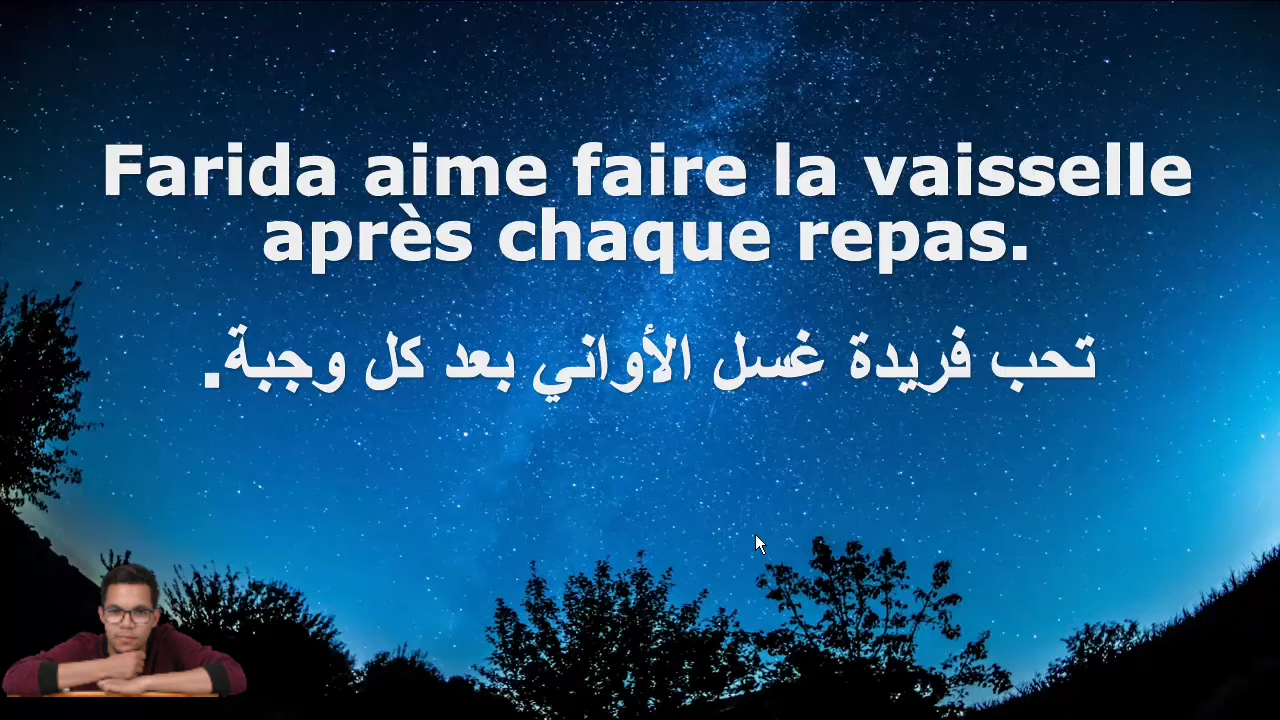 Farida aime faire la vaisselle
après chaque repas.
تحب فريدة غسل الأواني بعد كل وجبة.